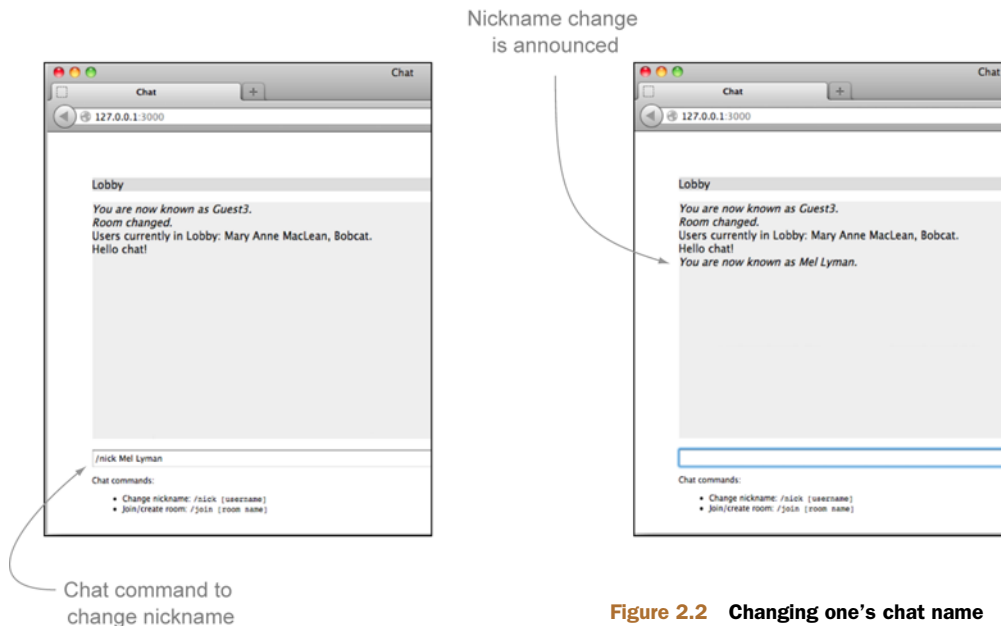 Nickname change
is announced
Chat
Chat
+
127.0.0.1:3000
Lobby
You are now known as Guest3.
Room changed.
Users currently in Lobby: Mary Anne MacLean, Bobcat.
Hello chat!
/nick Mel Lyman
Chat commands:
• Change nickname: /nick [username]
• Join/create room: /join [room name]
Chat command to
change nickname
Chat
Chat
+
127.0.0.1:3000
Lobby
You are now known as Guest3.
Room changed.
Users currently in Lobby: Mary Anne MacLean, Bobcat.
Hello chat!
You are now known as Mel Lyman.
Chat commands:
• Change nickname: /nick [username]
• Join/create room: /join [room name]
Figure 2.2 Changing one's chat name